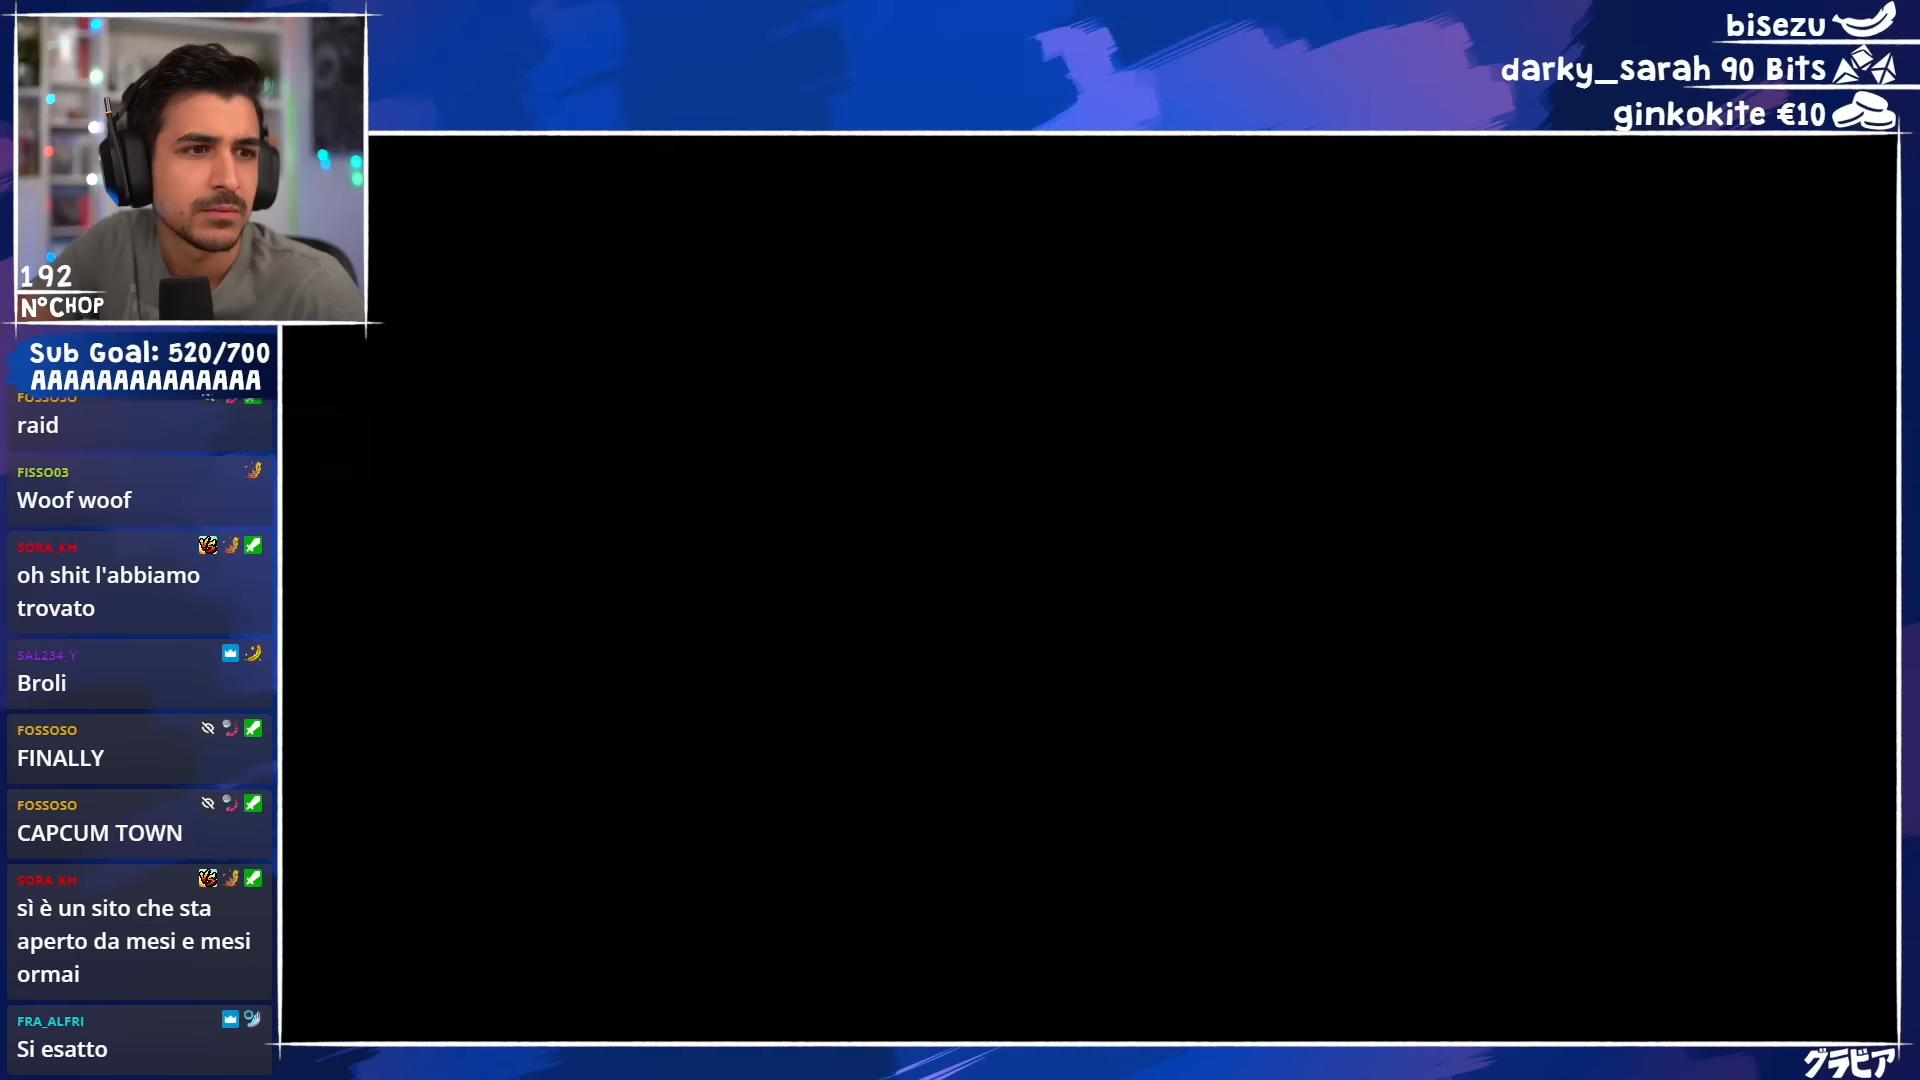 bisezu
darky_sarah 90 Bits
ginkokite €10
192
N°CHOP
Sub Goal: 520/700
AAAAAAAAAAAAAA
FOSSOSO
raid
FISSO03
Woof woof
SORA_KH
oh shit l'abbiamo
trovato
SAL234_Y
Broli
FOSSOSO
FINALLY
FOSSOSO
CAPCUM TOWN
SORA_KH
sì è un sito che sta
aperto da mesi e mesi
ormai
FRA_ALFRI
Si esatto
グラビア